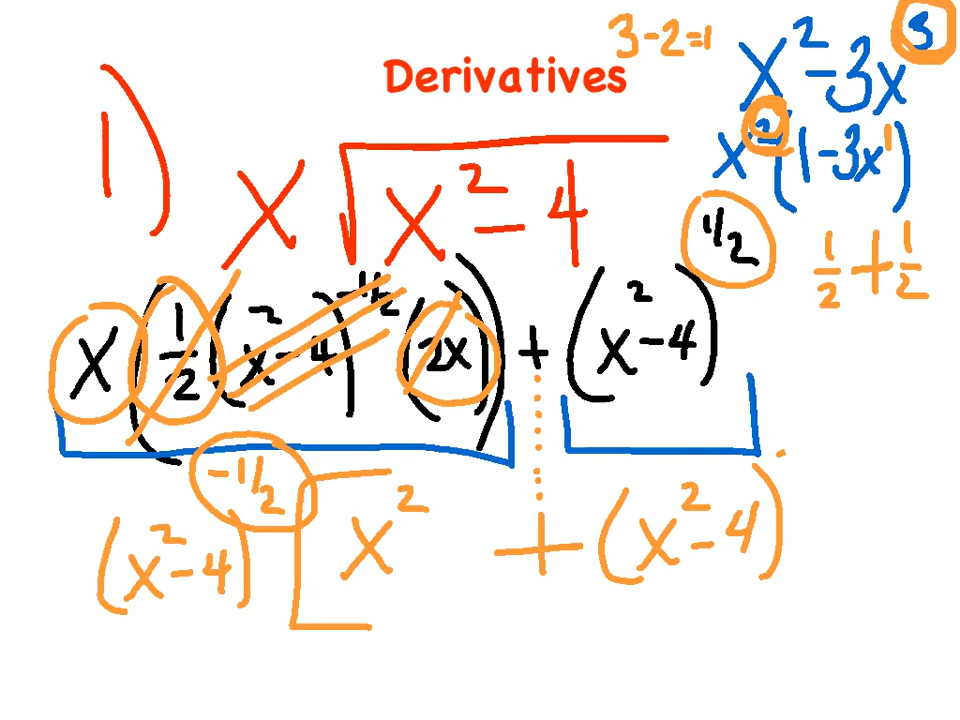 3-2=1
x² - 3x³
Derivatives
x²(1 - 3x¹)
1) x√(x² - 4)
1/2 + 1/2
x(1/2(x² - 4)^-1/2(2x)) + (x² - 4)^1/2
(x² - 4)^-1/2 [x² + (x² - 4)